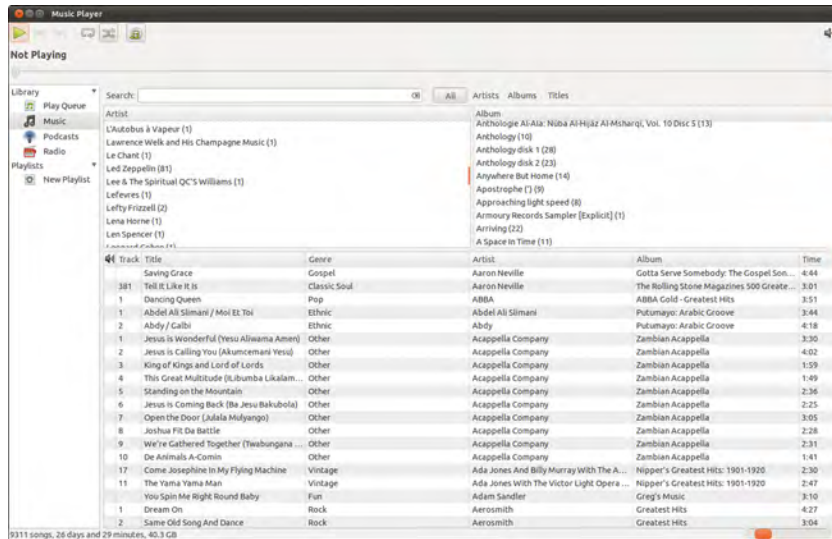 Music Player
Not Playing
Library
Play Queue
Music
Podcasts
Radio
Playlists
New Playlist
Search:
All Artists Albums Titles
Artist
L'Autobus à Vapeur (1)
Lawrence Welk and His Champagne Music (1)
Le Chant (1)
Led Zeppelin (81)
Lee & The Spiritual QC'S Williams (1)
Lefevres (1)
Lefty Frizzell (2)
Lena Horne (1)
Len Spencer (1)
Leonard Cohen (1)
Album
Anthologie Al-Ala: Nûba Al-Hijâz Al-Msharqi, Vol. 10 Disc 5 (13)
Anthology (10)
Anthology disk 1 (28)
Anthology disk 2 (23)
Anywhere But Home (14)
Apostrophe (') (9)
Approaching light speed (8)
Armoury Records Sampler [Explicit] (1)
Arriving (22)
A Space In Time (11)
Track Title Genre Artist Album Time
Saving Grace Gospel Aaron Neville Gotta Serve Somebody: The Gospel Son... 4:44
381 Tell It Like It Is Classic Soul Aaron Neville The Rolling Stone Magazines 500 Greate... 3:01
1 Dancing Queen Pop ABBA ABBA Gold - Greatest Hits 3:51
1 Abdel Ali Slimani / Moi Et Toi Ethnic Abdel Ali Slimani Putumayo: Arabic Groove 3:44
2 Abdy / Galbi Ethnic Abdy Putumayo: Arabic Groove 4:18
1 Jesus is Wonderful (Yesu Aliwama Amen) Other Acappella Company Zambian Acappella 3:30
2 Jesus is Calling You (Akumcemani Yesu) Other Acappella Company Zambian Acappella 4:02
3 King of Kings and Lord of Lords Other Acappella Company Zambian Acappella 1:59
4 This Great Multitude (ILibumba Likalam... Other Acappella Company Zambian Acappella 1:49
5 Standing on the Mountain Other Acappella Company Zambian Acappella 2:36
6 Jesus is Coming Back (Ba Jesu Bakubola) Other Acappella Company Zambian Acappella 2:25
7 Open the Door (Julala Mulyango) Other Acappella Company Zambian Acappella 3:05
8 Joshua Fit Da Battle Other Acappella Company Zambian Acappella 2:28
9 We're Gathered Together (Twabungana ... Other Acappella Company Zambian Acappella 2:31
10 De Animals A-Comin Other Acappella Company Zambian Acappella 1:41
17 Come Josephine In My Flying Machine Vintage Ada Jones And Billy Murray With The A... Nipper's Greatest Hits: 1901-1920 2:30
11 The Yama Yama Man Vintage Ada Jones With The Victor Light Opera ... Nipper's Greatest Hits: 1901-1920 2:47
You Spin Me Right Round Baby Fun Adam Sandler Greg's Music 3:10
1 Dream On Rock Aerosmith Greatest Hits 4:27
2 Same Old Song And Dance Rock Aerosmith Greatest Hits 3:04
9311 songs, 26 days and 29 minutes, 40.3 GB